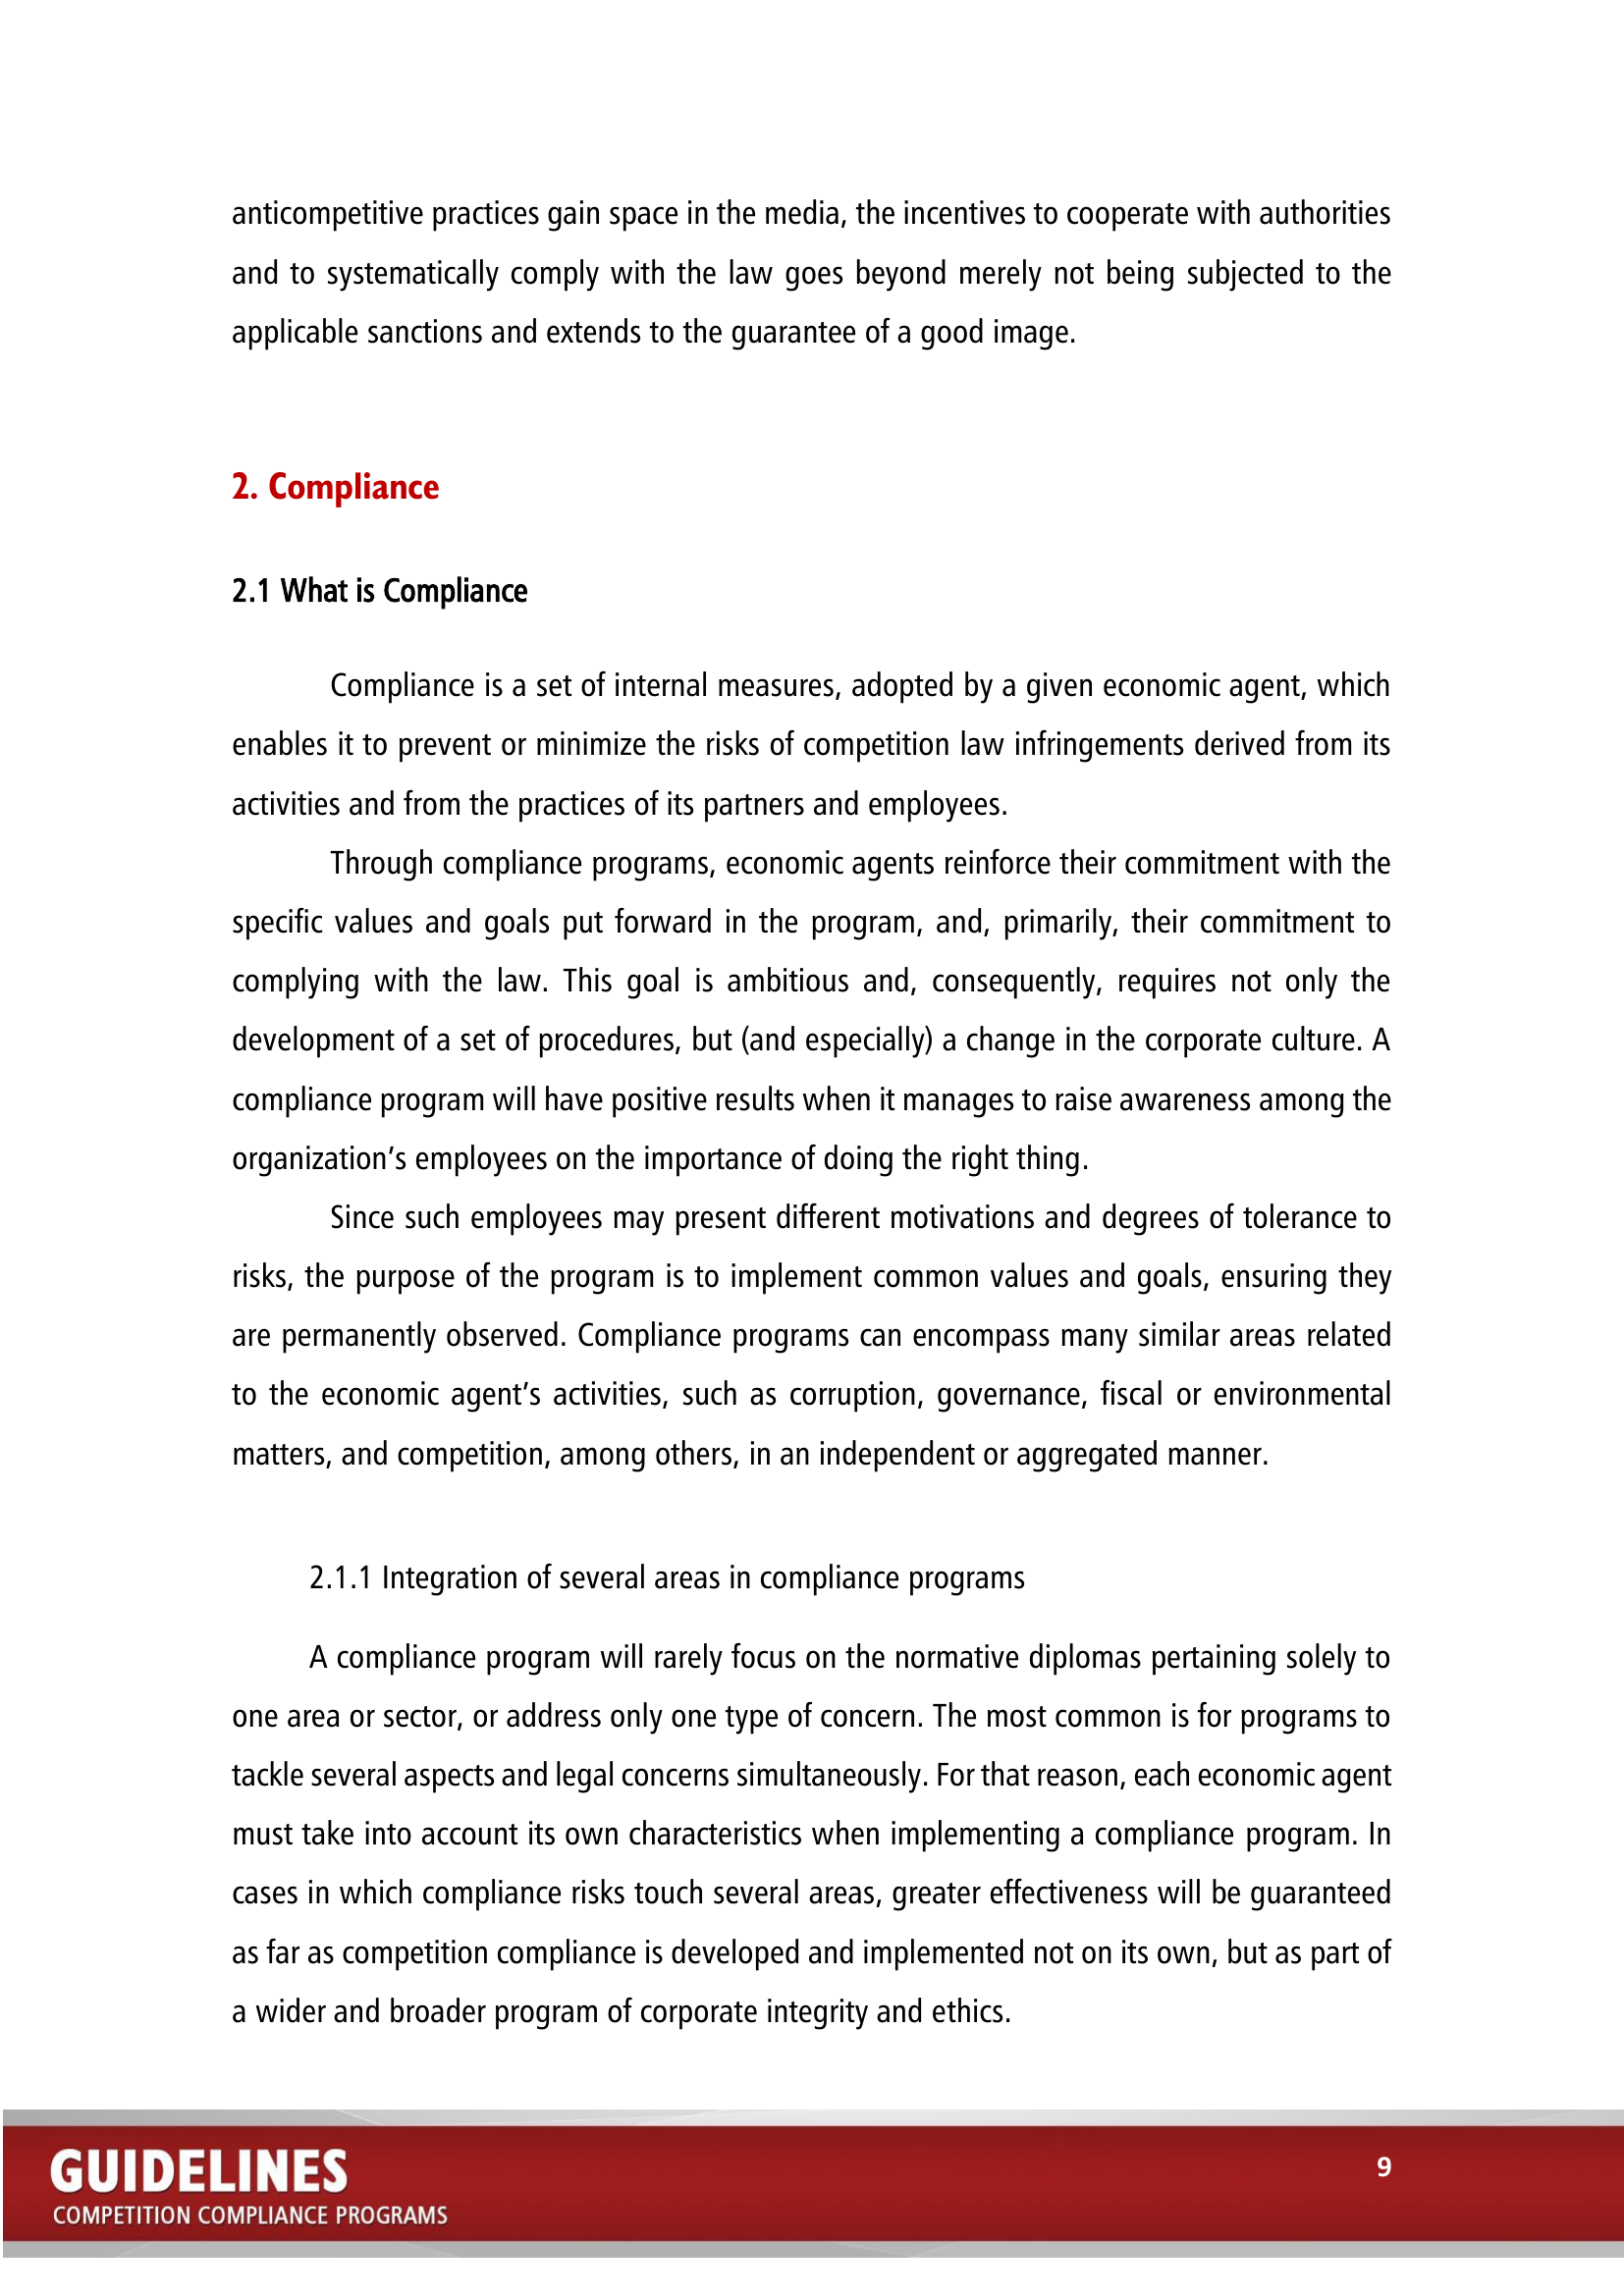 anticompetitive practices gain space in the media, the incentives to cooperate with authorities
and to systematically comply with the law goes beyond merely not being subjected to the
applicable sanctions and extends to the guarantee of a good image.
2. Compliance
2.1 What is Compliance
Compliance is a set of internal measures, adopted by a given economic agent, which
enables it to prevent or minimize the risks of competition law infringements derived from its
activities and from the practices of its partners and employees.
Through compliance programs, economic agents reinforce their commitment with the
specific values and goals put forward in the program, and, primarily, their commitment to
complying with the law. This goal is ambitious and, consequently, requires not only the
development of a set of procedures, but (and especially) a change in the corporate culture. A
compliance program will have positive results when it manages to raise awareness among the
organization’s employees on the importance of doing the right thing.
Since such employees may present different motivations and degrees of tolerance to
risks, the purpose of the program is to implement common values and goals, ensuring they
are permanently observed. Compliance programs can encompass many similar areas related
to the economic agent’s activities, such as corruption, governance, fiscal or environmental
matters, and competition, among others, in an independent or aggregated manner.
2.1.1 Integration of several areas in compliance programs
A compliance program will rarely focus on the normative diplomas pertaining solely to
one area or sector, or address only one type of concern. The most common is for programs to
tackle several aspects and legal concerns simultaneously. For that reason, each economic agent
must take into account its own characteristics when implementing a compliance program. In
cases in which compliance risks touch several areas, greater effectiveness will be guaranteed
as far as competition compliance is developed and implemented not on its own, but as part of
a wider and broader program of corporate integrity and ethics.
GUIDELINES
COMPETITION COMPLIANCE PROGRAMS
9